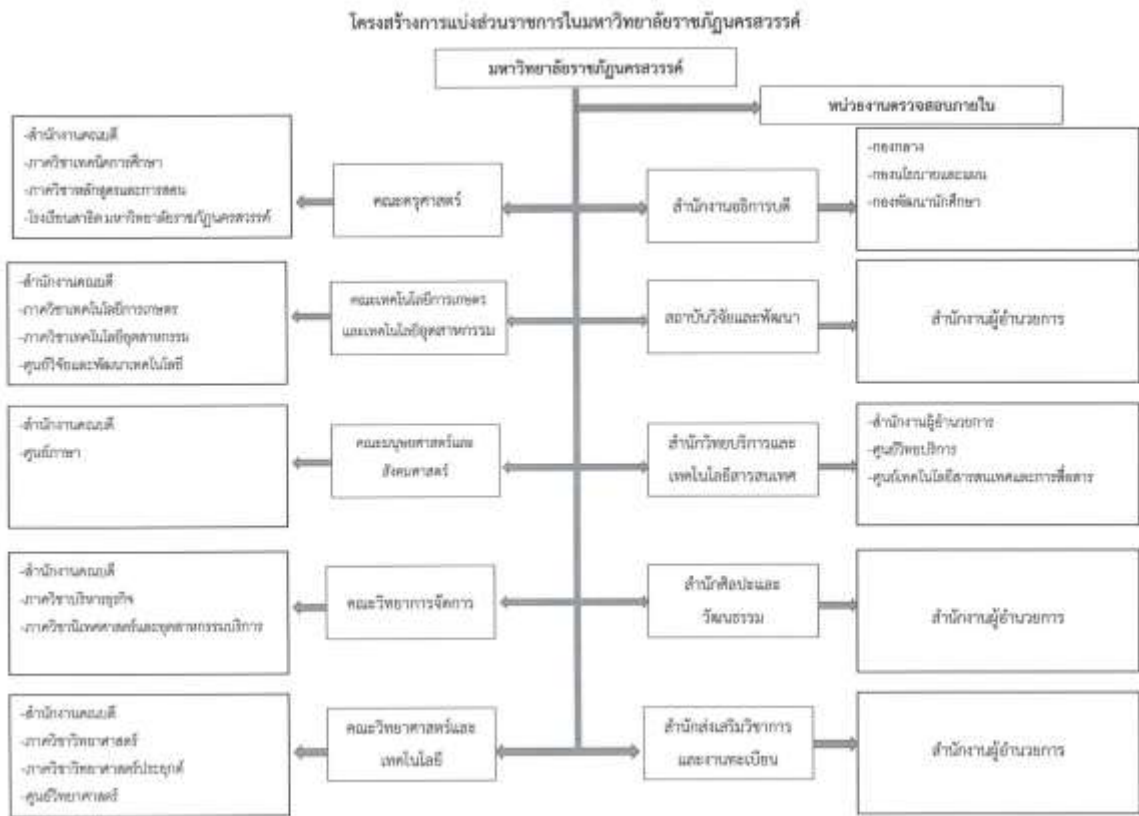 โครงสร้างการแบ่งส่วนราชการในมหาวิทยาลัยราชภัฏนครสวรรค์
มหาวิทยาลัยราชภัฏนครสวรรค์
หน่วยงานตรวจสอบภายใน
-สำนักงานคณบดี
-ภาควิชาเทคนิคการศึกษา
-ภาควิชาหลักสูตรและการสอน
-โรงเรียนสาธิต มหาวิทยาลัยราชภัฏนครสวรรค์
คณะครุศาสตร์
สำนักงานอธิการบดี
-กองกลาง
-กองนโยบายและแผน
-กองพัฒนานักศึกษา
-สำนักงานคณบดี
-ภาควิชาเทคโนโลยีการเกษตร
-ภาควิชาเทคโนโลยีอุตสาหกรรม
-ศูนย์วิจัยและพัฒนาเทคโนโลยี
คณะเทคโนโลยีการเกษตร
และเทคโนโลยีอุตสาหกรรม
สถาบันวิจัยและพัฒนา
สำนักงานผู้อำนวยการ
-สำนักงานคณบดี
-ศูนย์ภาษา
คณะมนุษยศาสตร์และ
สังคมศาสตร์
สำนักวิทยบริการและ
เทคโนโลยีสารสนเทศ
-สำนักงานผู้อำนวยการ
-ศูนย์วิทยบริการ
-ศูนย์เทคโนโลยีสารสนเทศและการสื่อสาร
-สำนักงานคณบดี
-ภาควิชาบริหารธุรกิจ
-ภาควิชานิเทศศาสตร์และอุตสาหกรรมบริการ
คณะวิทยาการจัดการ
สำนักศิลปะและ
วัฒนธรรม
สำนักงานผู้อำนวยการ
-สำนักงานคณบดี
-ภาควิชาวิทยาศาสตร์
-ภาควิชาวิทยาศาสตร์ประยุกต์
-ศูนย์วิทยาศาสตร์
คณะวิทยาศาสตร์และ
เทคโนโลยี
สำนักส่งเสริมวิชาการ
และงานทะเบียน
สำนักงานผู้อำนวยการ